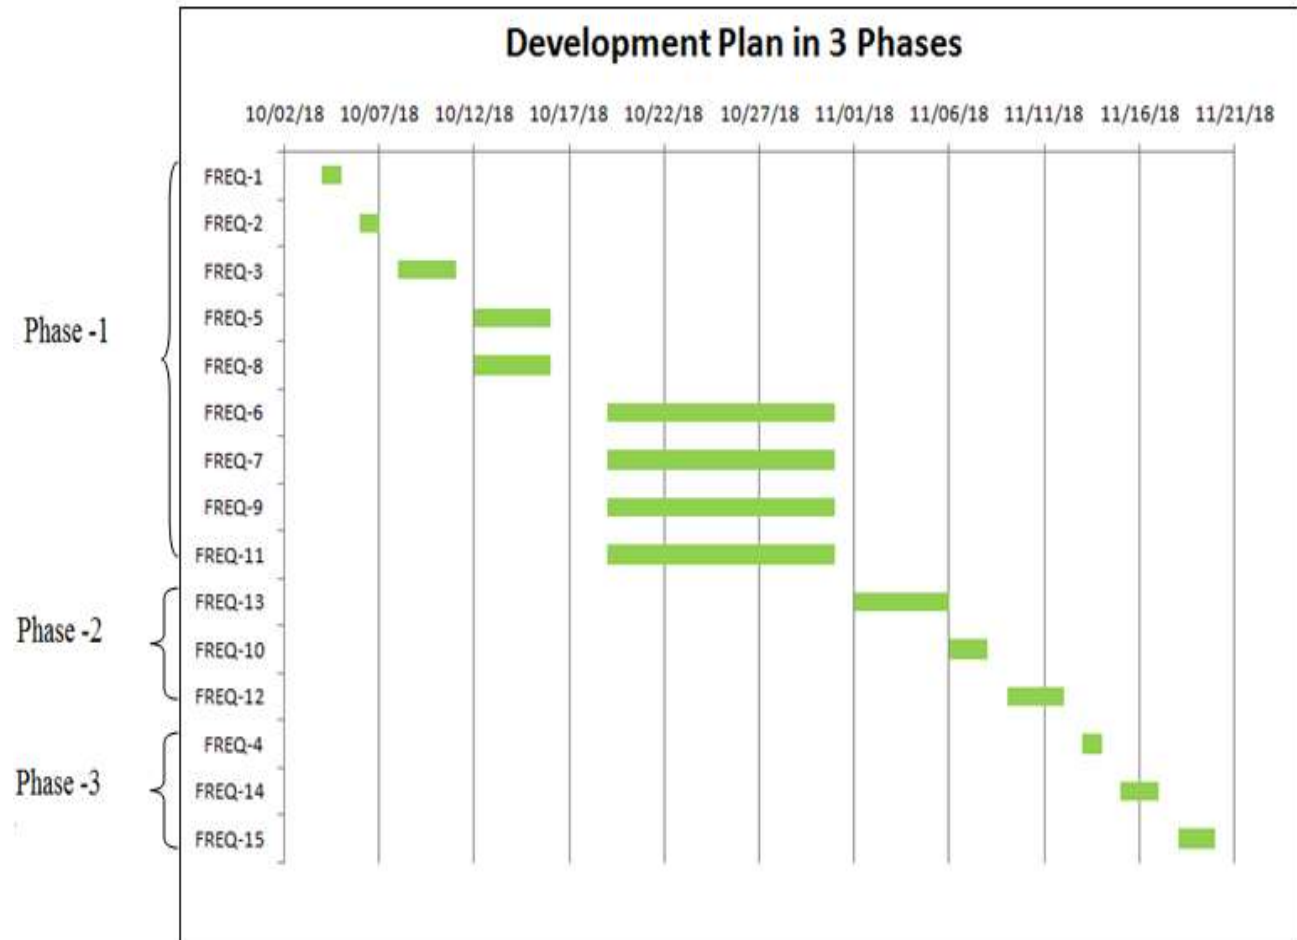 Development Plan in 3 Phases
10/02/18 10/07/18 10/12/18 10/17/18 10/22/18 10/27/18 11/01/18 11/06/18 11/11/18 11/16/18 11/21/18
FREQ-1
FREQ-2
FREQ-3
FREQ-5
Phase -1
FREQ-8
FREQ-6
FREQ-7
FREQ-9
FREQ-11
FREQ-13
Phase -2
FREQ-10
FREQ-12
FREQ-4
Phase -3
FREQ-14
FREQ-15